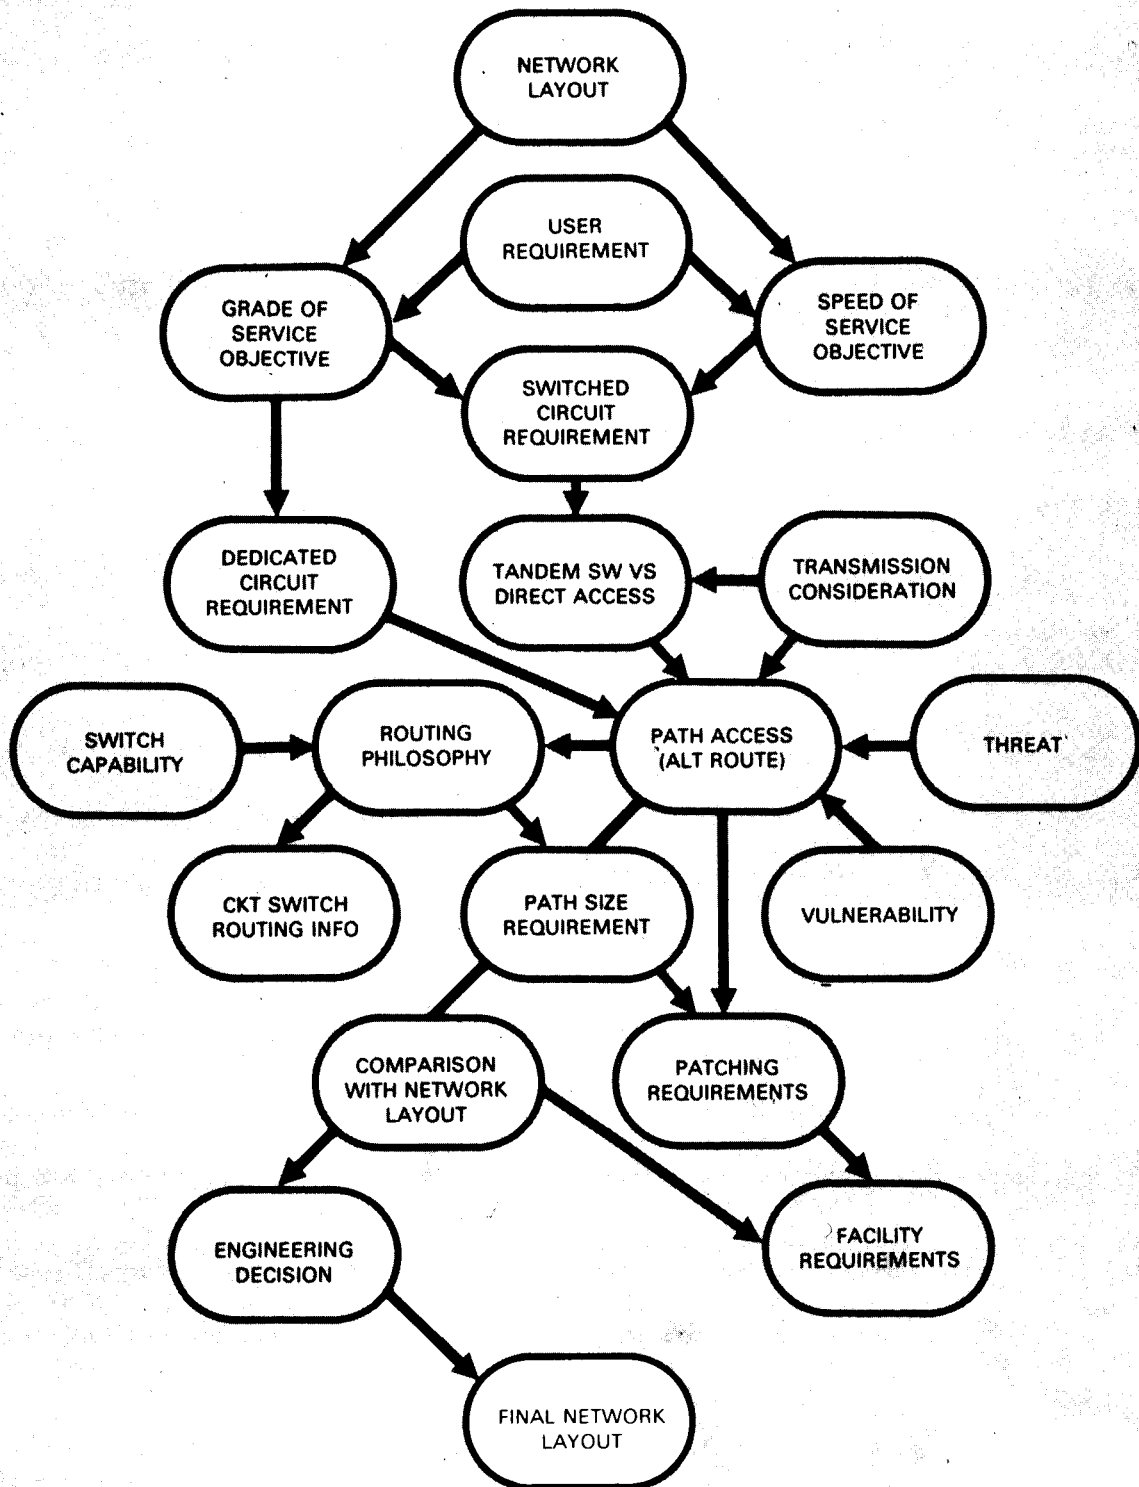 NETWORK
LAYOUT
USER
REQUIREMENT
GRADE OF
SERVICE
OBJECTIVE
SPEED OF
SERVICE
OBJECTIVE
SWITCHED
CIRCUIT
REQUIREMENT
DEDICATED
CIRCUIT
REQUIREMENT
TANDEM SW VS
DIRECT ACCESS
TRANSMISSION
CONSIDERATION
SWITCH
CAPABILITY
ROUTING
PHILOSOPHY
PATH ACCESS
(ALT ROUTE)
THREAT
CKT SWITCH
ROUTING INFO
PATH SIZE
REQUIREMENT
VULNERABILITY
COMPARISON
WITH NETWORK
LAYOUT
PATCHING
REQUIREMENTS
ENGINEERING
DECISION
FACILITY
REQUIREMENTS
FINAL NETWORK
LAYOUT